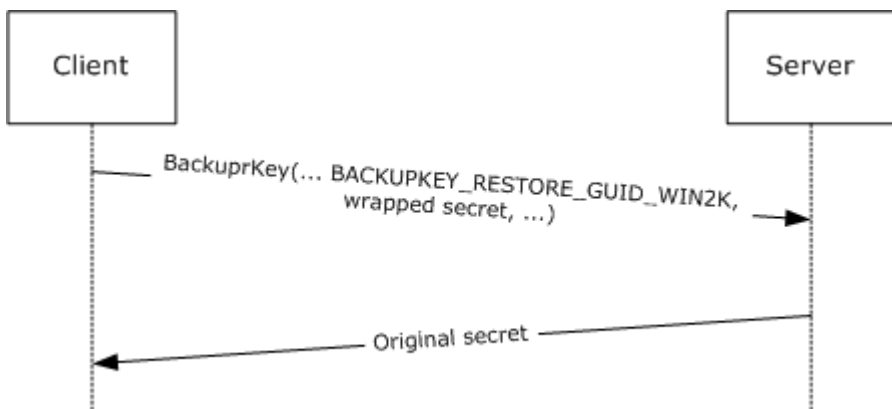 Client
Server
BackuprKey(... BACKUPKEY_RESTORE_GUID_WIN2K,
wrapped secret, ...)
Original secret